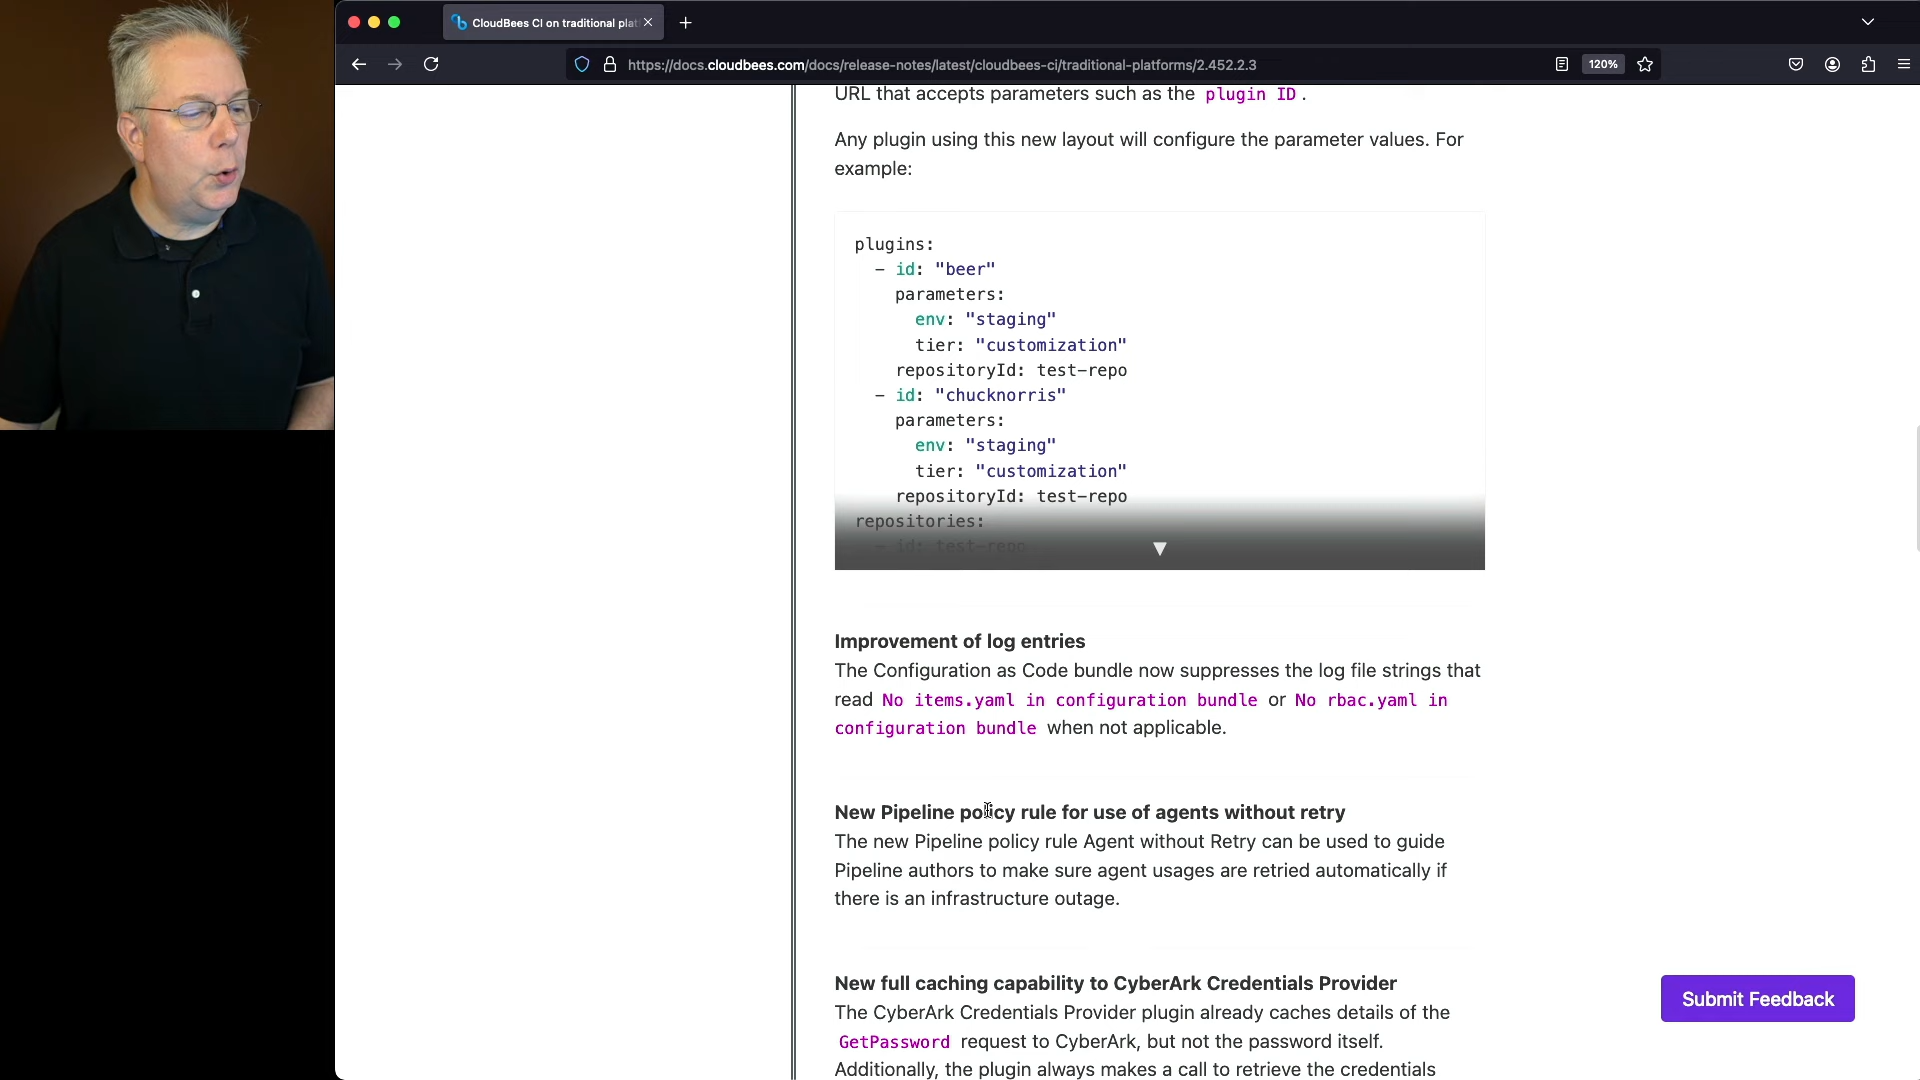 CloudBees CI on traditional plat
https://docs.cloudbees.com/docs/release-notes/latest/cloudbees-ci/traditional-platforms/2.452.2.3
120%
URL that accepts parameters such as the plugin ID.
Any plugin using this new layout will configure the parameter values. For
example:
plugins:
- id: "beer"
parameters:
env: "staging"
tier: "customization"
repositoryId: test-repo
- id: "chucknorris"
parameters:
env: "staging"
tier: "customization"
repositoryId: test-repo
repositories:
- id: test-repo
Improvement of log entries
The Configuration as Code bundle now suppresses the log file strings that
read No items.yaml in configuration bundle or No rbac.yaml in
configuration bundle when not applicable.
New Pipeline policy rule for use of agents without retry
The new Pipeline policy rule Agent without Retry can be used to guide
Pipeline authors to make sure agent usages are retried automatically if
there is an infrastructure outage.
New full caching capability to CyberArk Credentials Provider
The CyberArk Credentials Provider plugin already caches details of the
GetPassword request to CyberArk, but not the password itself.
Additionally, the plugin always makes a call to retrieve the credentials
Submit Feedback